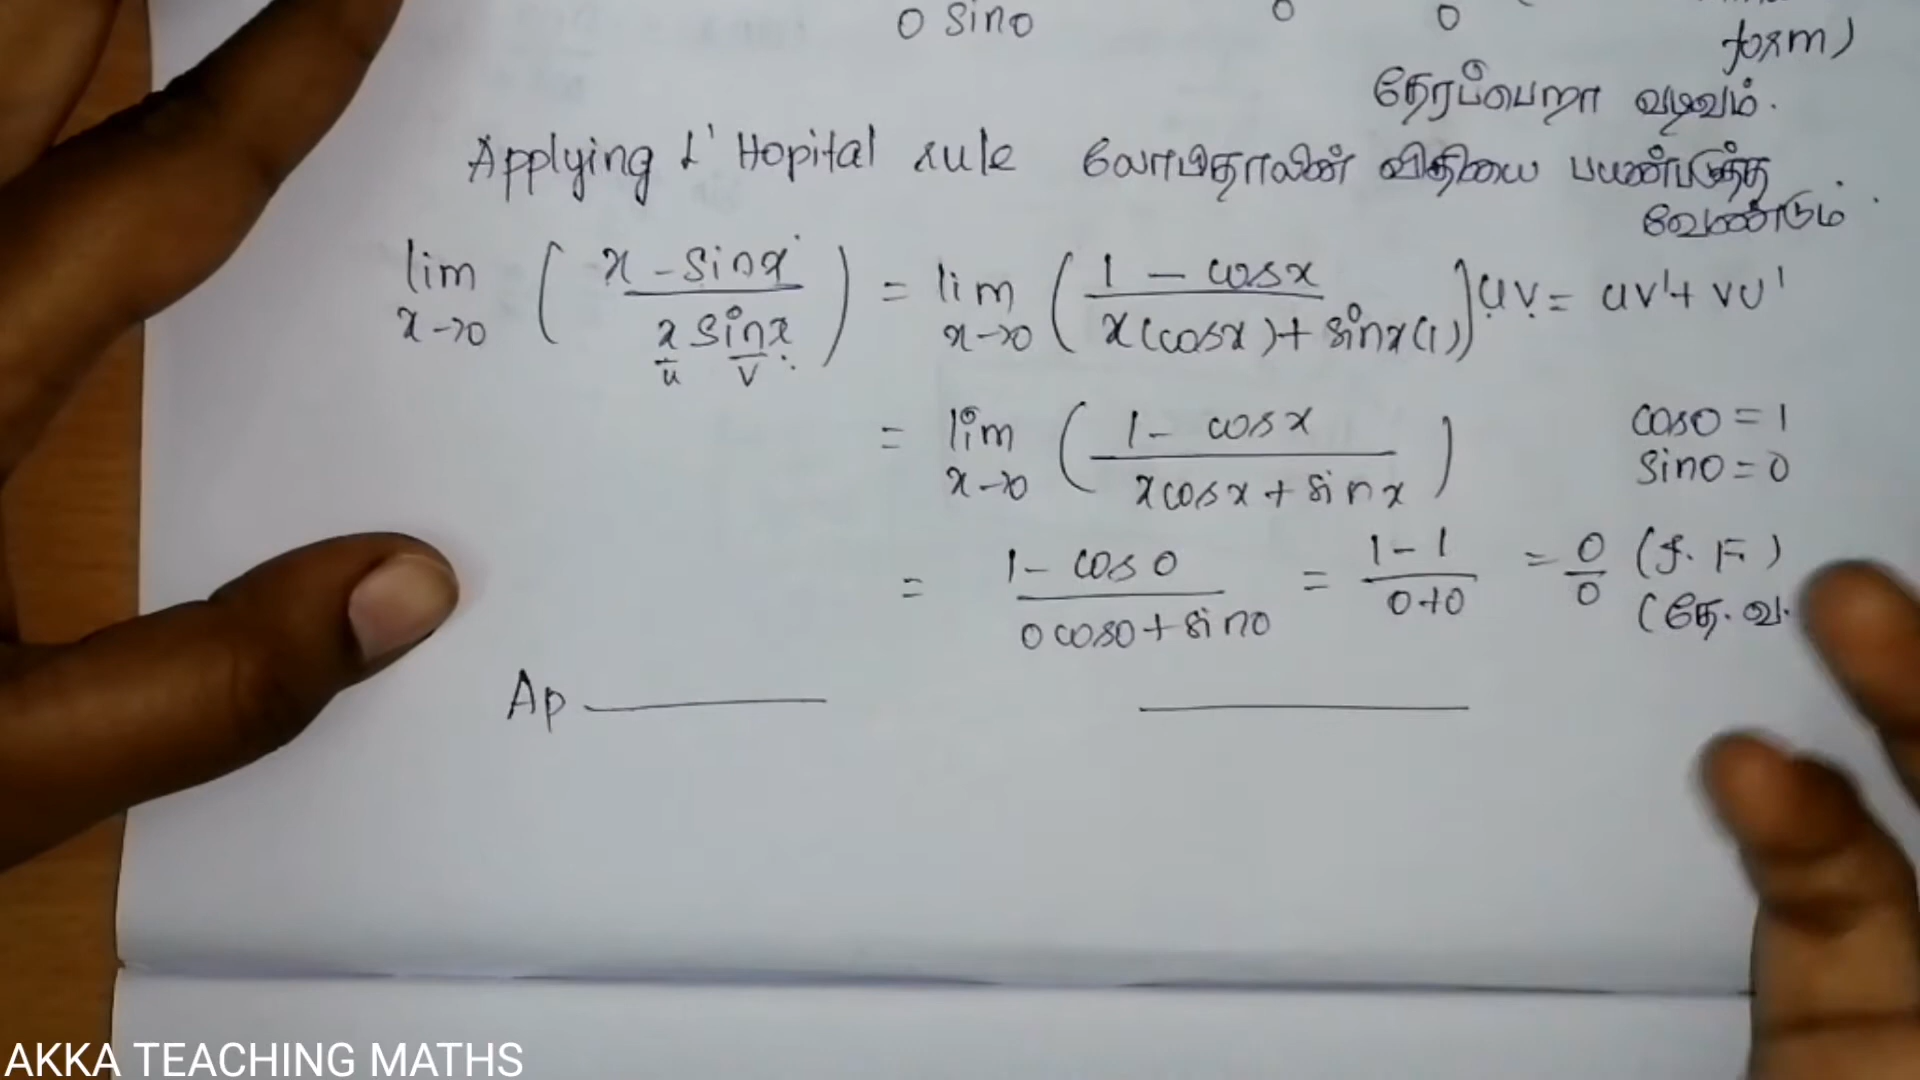 0 sin0 0 0
form)
தேரப்பெறா வடிவம்.
Applying L' Hopital rule லோபிதாலின் விதியை பயன்படுத்த
வேண்டும்.
lim x→0 ( x - sinx / x sinx ) = lim x→0 ( 1 - cosx / x(cosx) + sinx(1) ) uv = uv' + vu'
u v
= lim x→0 ( 1 - cosx / xcosx + sinx ) cos0 = 1
sin0 = 0
= 1 - cos0 / 0cos0 + sin0 = 1-1 / 0+0 = 0/0 (I. F.)
(தே. வ.
Ap
AKKA TEACHING MATHS